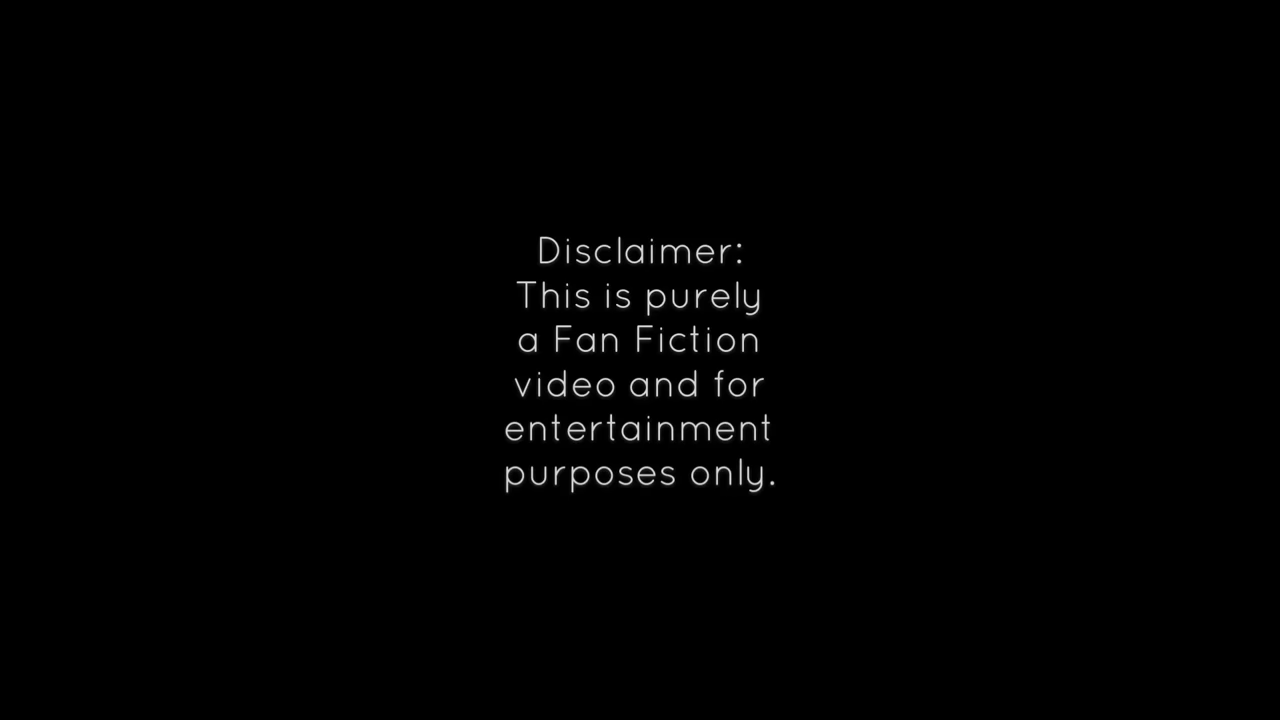 Disclaimer:
This is purely
a Fan Fiction
video and for
entertainment
purposes only.